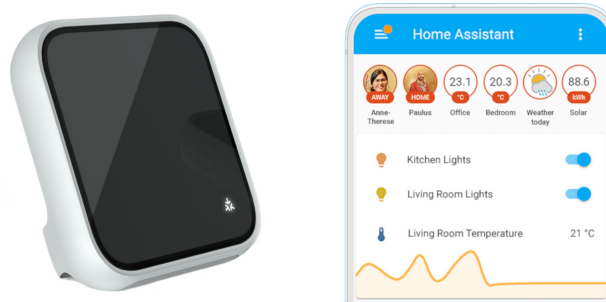 Home Assistant
AWAY
HOME
23.1
°C
20.3
°C
88.6
kWh
Anne-
Therese
Paulus
Office
Bedroom
Weather
today
Solar
Kitchen Lights
Living Room Lights
Living Room Temperature
21 °C